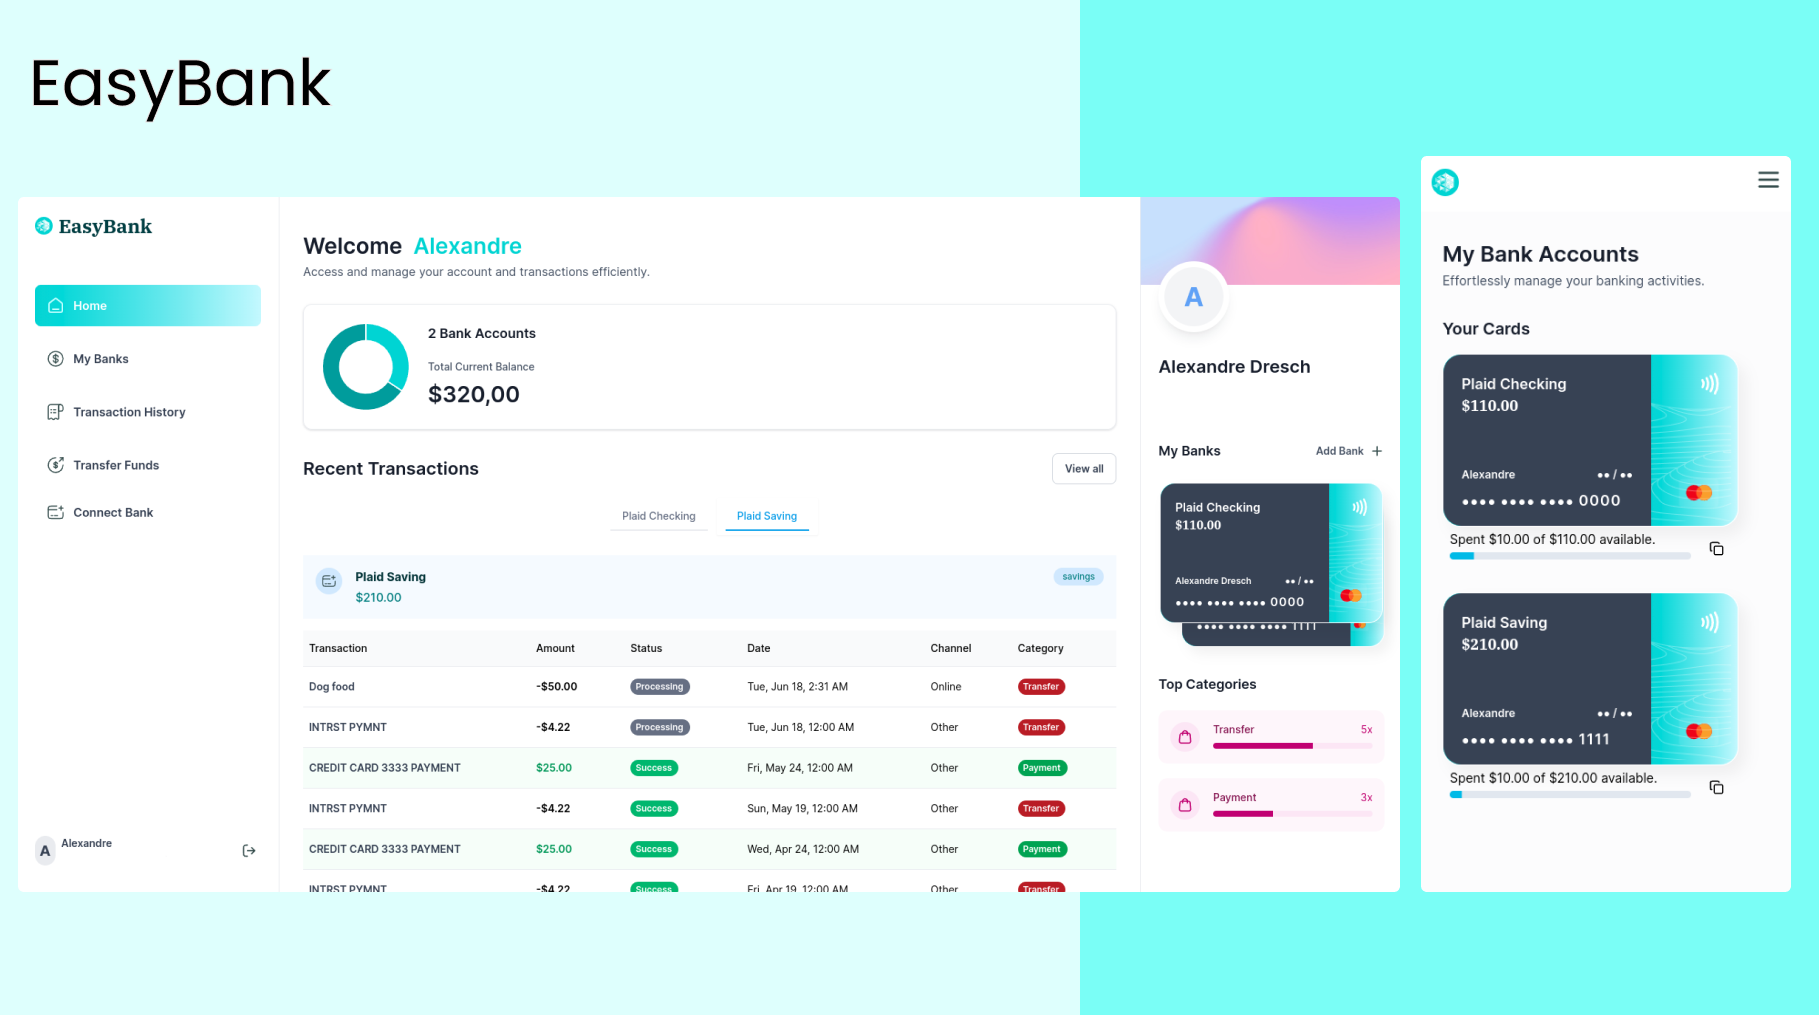 EasyBank
EasyBank
Home
My Banks
Transaction History
Transfer Funds
Connect Bank
A
Alexandre
Welcome Alexandre
Access and manage your account and transactions efficiently.
2 Bank Accounts
Total Current Balance
$320,00
Recent Transactions
View all
Plaid Checking Plaid Saving
Plaid Saving
savings
$210.00
Transaction Amount Status Date Channel Category
Dog food -$50.00 Processing Tue, Jun 18, 2:31 AM Online Transfer
INTRST PYMNT -$4.22 Processing Tue, Jun 18, 12:00 AM Other Transfer
CREDIT CARD 3333 PAYMENT $25.00 Success Fri, May 24, 12:00 AM Other Payment
INTRST PYMNT -$4.22 Success Sun, May 19, 12:00 AM Other Transfer
CREDIT CARD 3333 PAYMENT $25.00 Success Wed, Apr 24, 12:00 AM Other Payment
INTRST PYMNT -$4.22 Success Fri, Apr 19, 12:00 AM Other Transfer
A
Alexandre Dresch
My Banks Add Bank +
Plaid Checking
$110.00
Alexandre Dresch •• / ••
•••• •••• •••• 0000
•••• •••• •••• 1111
Top Categories
Transfer 5x
Payment 3x
My Bank Accounts
Effortlessly manage your banking activities.
Your Cards
Plaid Checking
$110.00
Alexandre •• / ••
•••• •••• •••• 0000
Spent $10.00 of $110.00 available.
Plaid Saving
$210.00
Alexandre •• / ••
•••• •••• •••• 1111
Spent $10.00 of $210.00 available.